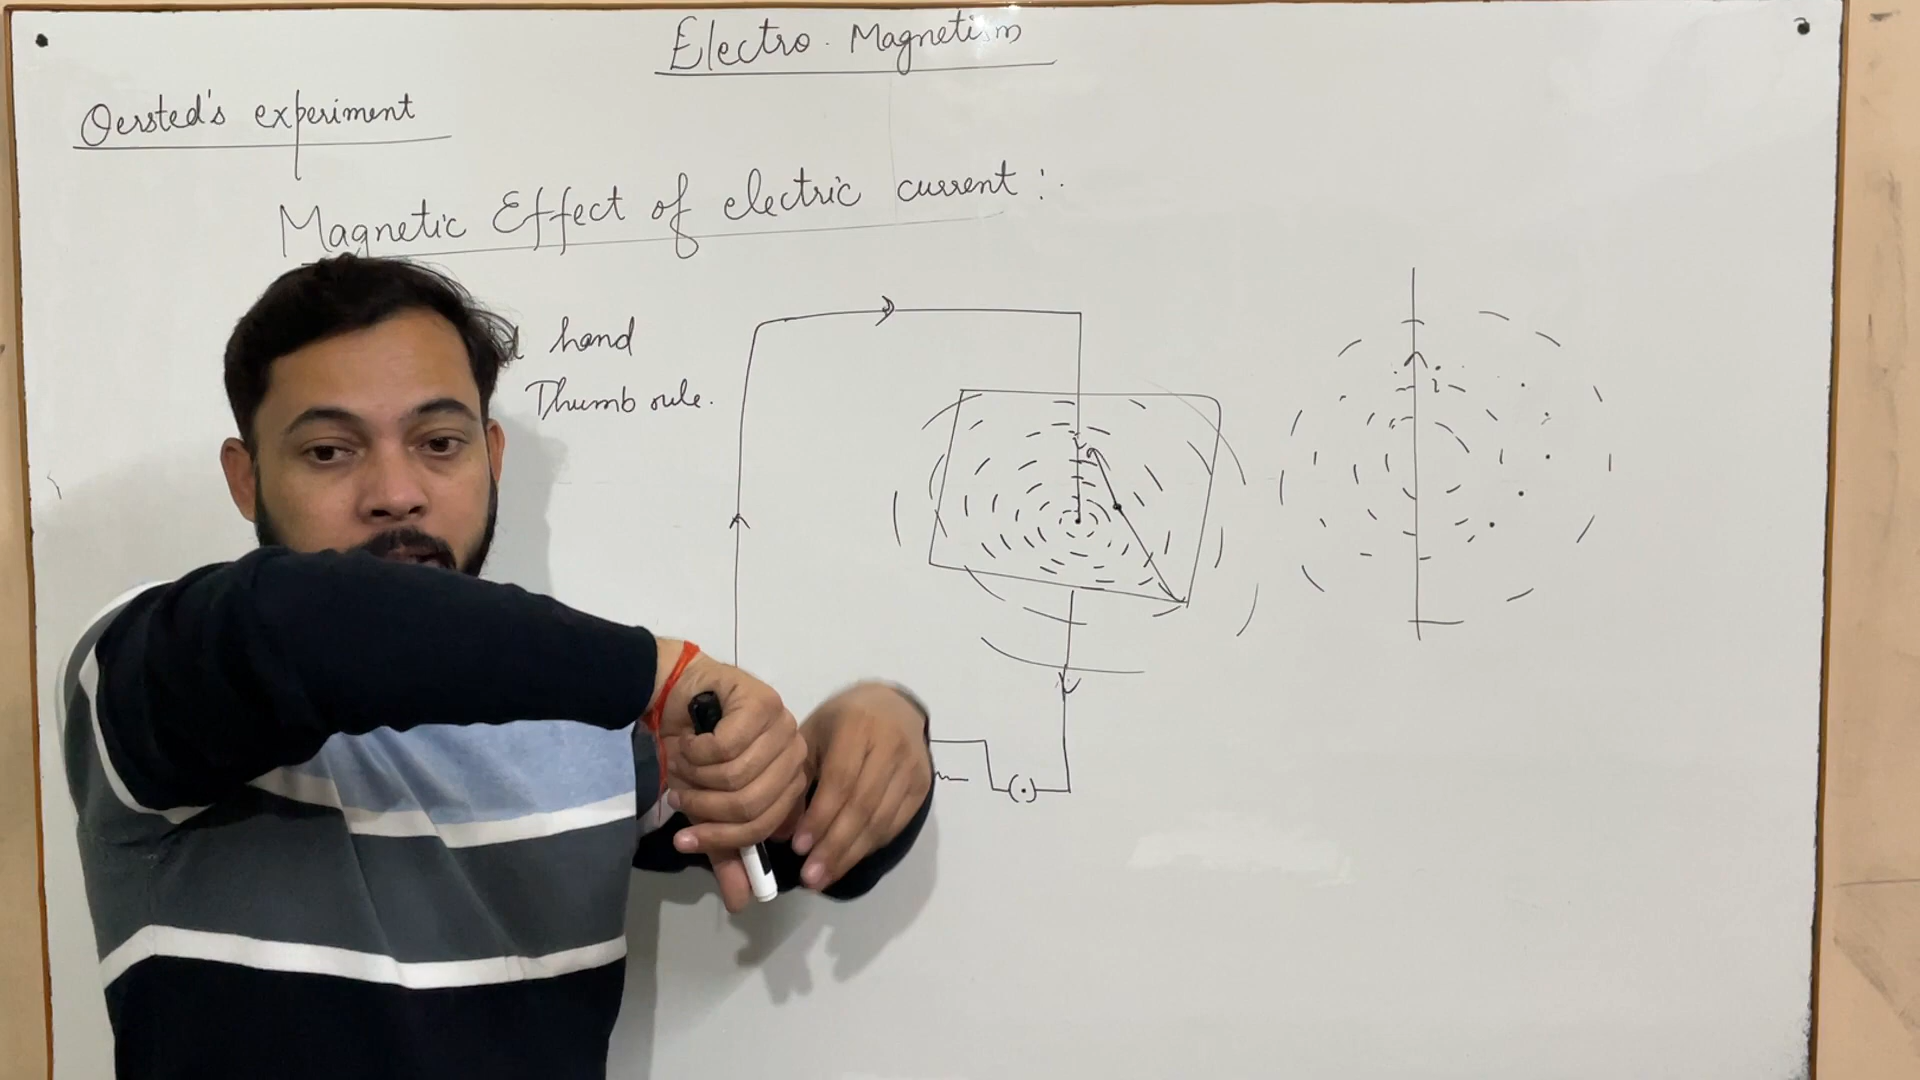 Electro. Magnetism
Oersted's experiment
Magnetic Effect of electric current :.
hand
Thumb rule.
i